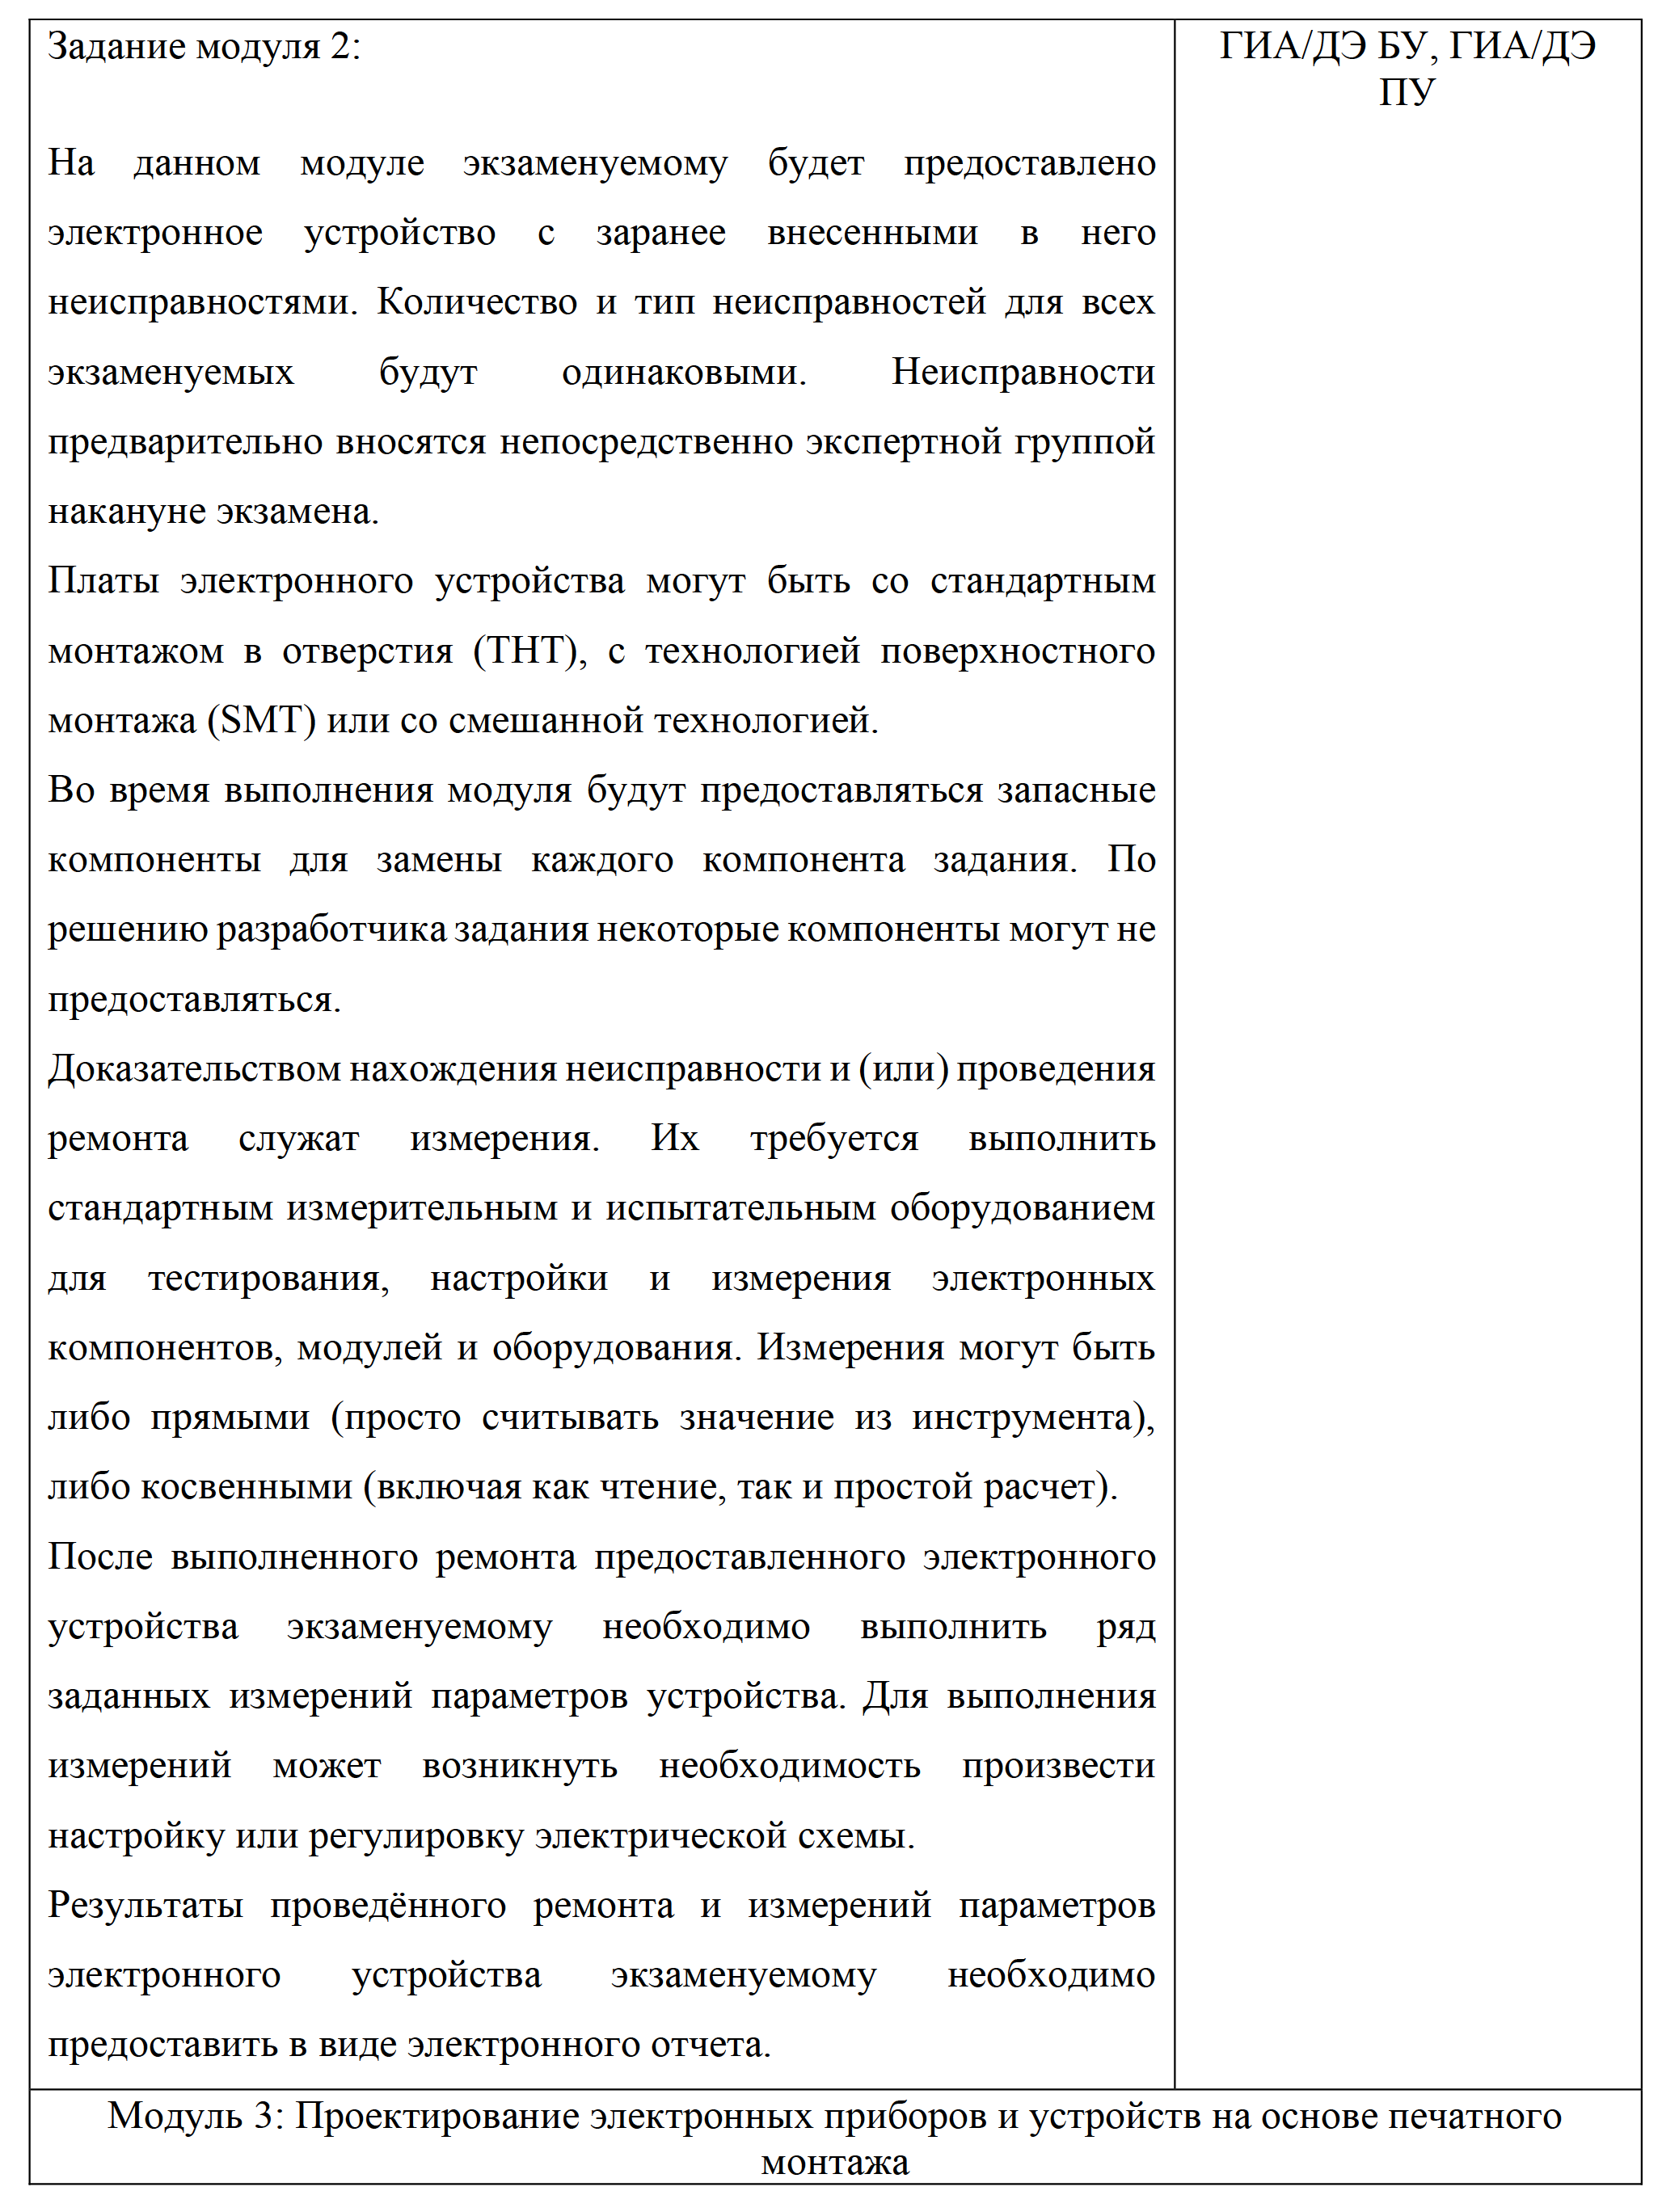 Задание модуля 2:
ГИА/ДЭ БУ, ГИА/ДЭ
ПУ
На данном модуле экзаменуемому будет предоставлено
электронное устройство с заранее внесенными в него
неисправностями. Количество и тип неисправностей для всех
экзаменуемых будут одинаковыми. Неисправности
предварительно вносятся непосредственно экспертной группой
накануне экзамена.
Платы электронного устройства могут быть со стандартным
монтажом в отверстия (THT), с технологией поверхностного
монтажа (SMT) или со смешанной технологией.
Во время выполнения модуля будут предоставляться запасные
компоненты для замены каждого компонента задания. По
решению разработчика задания некоторые компоненты могут не
предоставляться.
Доказательством нахождения неисправности и (или) проведения
ремонта служат измерения. Их требуется выполнить
стандартным измерительным и испытательным оборудованием
для тестирования, настройки и измерения электронных
компонентов, модулей и оборудования. Измерения могут быть
либо прямыми (просто считывать значение из инструмента),
либо косвенными (включая как чтение, так и простой расчет).
После выполненного ремонта предоставленного электронного
устройства экзаменуемому необходимо выполнить ряд
заданных измерений параметров устройства. Для выполнения
измерений может возникнуть необходимость произвести
настройку или регулировку электрической схемы.
Результаты проведённого ремонта и измерений параметров
электронного устройства экзаменуемому необходимо
предоставить в виде электронного отчета.
Модуль 3: Проектирование электронных приборов и устройств на основе печатного
монтажа